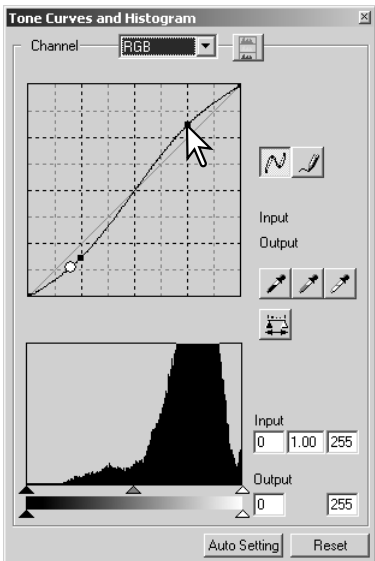 Tone Curves and Histogram
Channel RGB
Input
Output
Input
0 1.00 255
Output
0 255
Auto Setting Reset